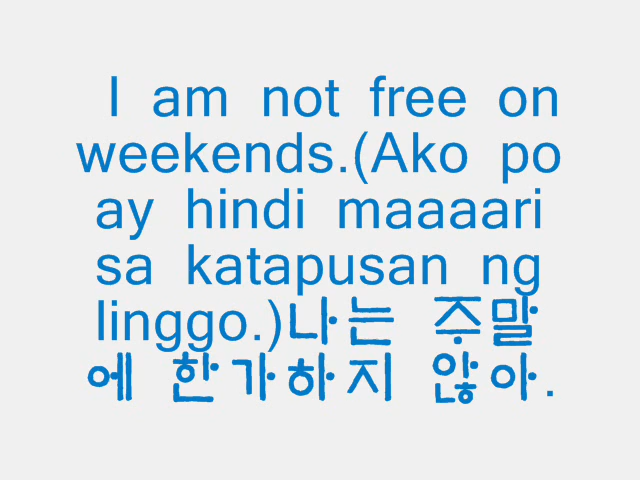 I am not free on
weekends.(Ako po
ay hindi maaaari
sa katapusan ng
linggo.)나는 주말
에 한가하지 않아.